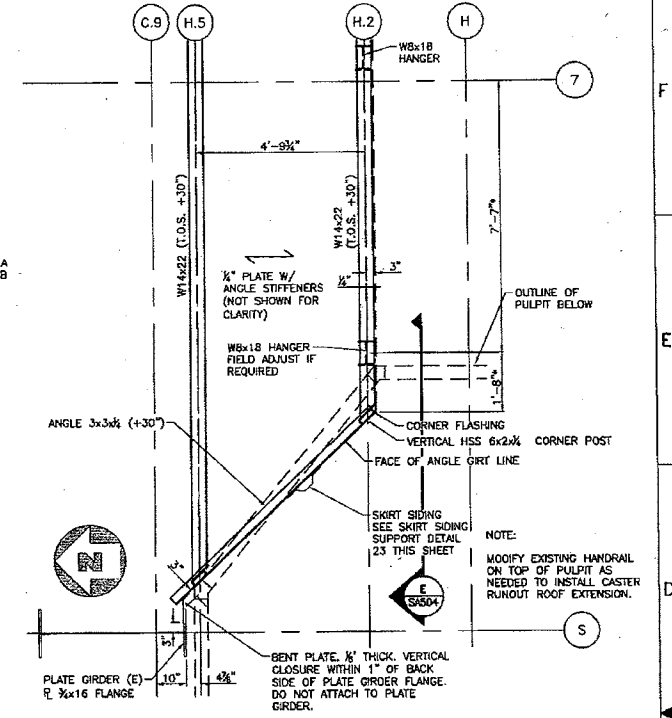 C.9
H.5
H.2
H
W8x18
HANGER
7
F
4'-9¾"
W14x22 (T.O.S. +30")
W14x22
(T.O.S. +30")
7'-7"±
A
B
¼" PLATE W/
ANGLE STIFFENERS
(NOT SHOWN FOR
CLARITY)
3"
¼"
OUTLINE OF
PULPIT BELOW
W8x18 HANGER
FIELD ADJUST IF
REQUIRED
E
1'-8"±
ANGLE 3x3x¼ (+30")
CORNER FLASHING
VERTICAL HSS 6x2x¼ CORNER POST
FACE OF ANGLE GIRT LINE
SKIRT SIDING
SEE SKIRT SIDING
SUPPORT DETAIL
23 THIS SHEET
NOTE:
MODIFY EXISTING HANDRAIL
ON TOP OF PULPIT AS
NEEDED TO INSTALL CASTER
RUNOUT ROOF EXTENSION.
N
3"
E
SA504
D
S
3"
PLATE GIRDER (E)
PL ¾x16 FLANGE
10"
4⅞"
BENT PLATE, ⅛" THICK, VERTICAL
CLOSURE WITHIN 1" OF BACK
SIDE OF PLATE GIRDER FLANGE.
DO NOT ATTACH TO PLATE
GIRDER.